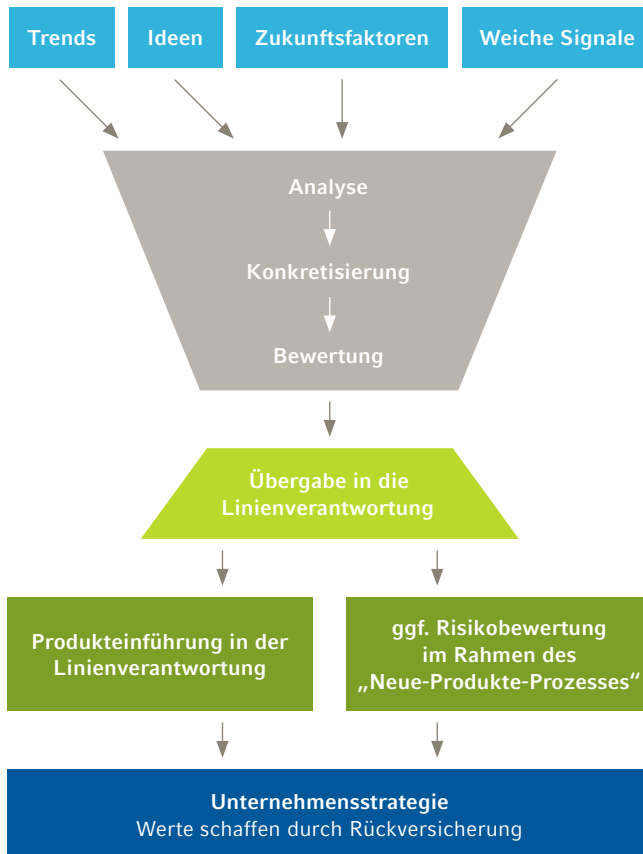 Trends
Ideen
Zukunftsfaktoren
Weiche Signale
Analyse
Konkretisierung
Bewertung
Übergabe in die
Linienverantwortung
Produkteinführung in der
Linienverantwortung
ggf. Risikobewertung
im Rahmen des
„Neue-Produkte-Prozesses“
Unternehmensstrategie
Werte schaffen durch Rückversicherung